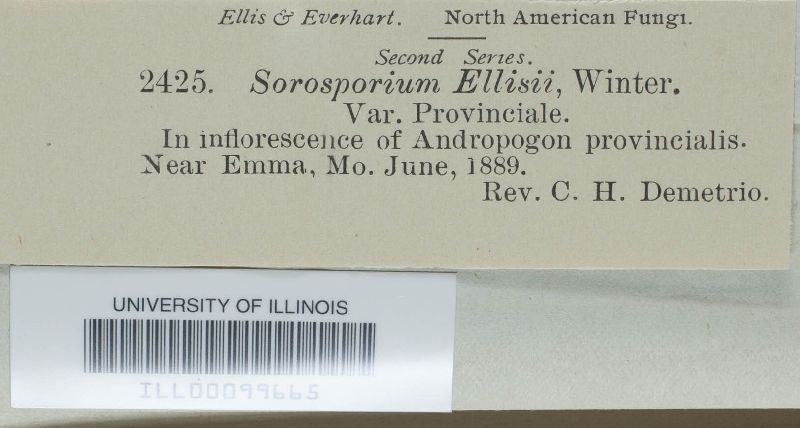 Ellis & Everhart. North American Fungi.
Second Series.
2425. Sorosporium Ellisii, Winter.
Var. Provinciale.
In inflorescence of Andropogon provincialis.
Near Emma, Mo. June, 1889.
Rev. C. H. Demetrio.
UNIVERSITY OF ILLINOIS
ILL00099665